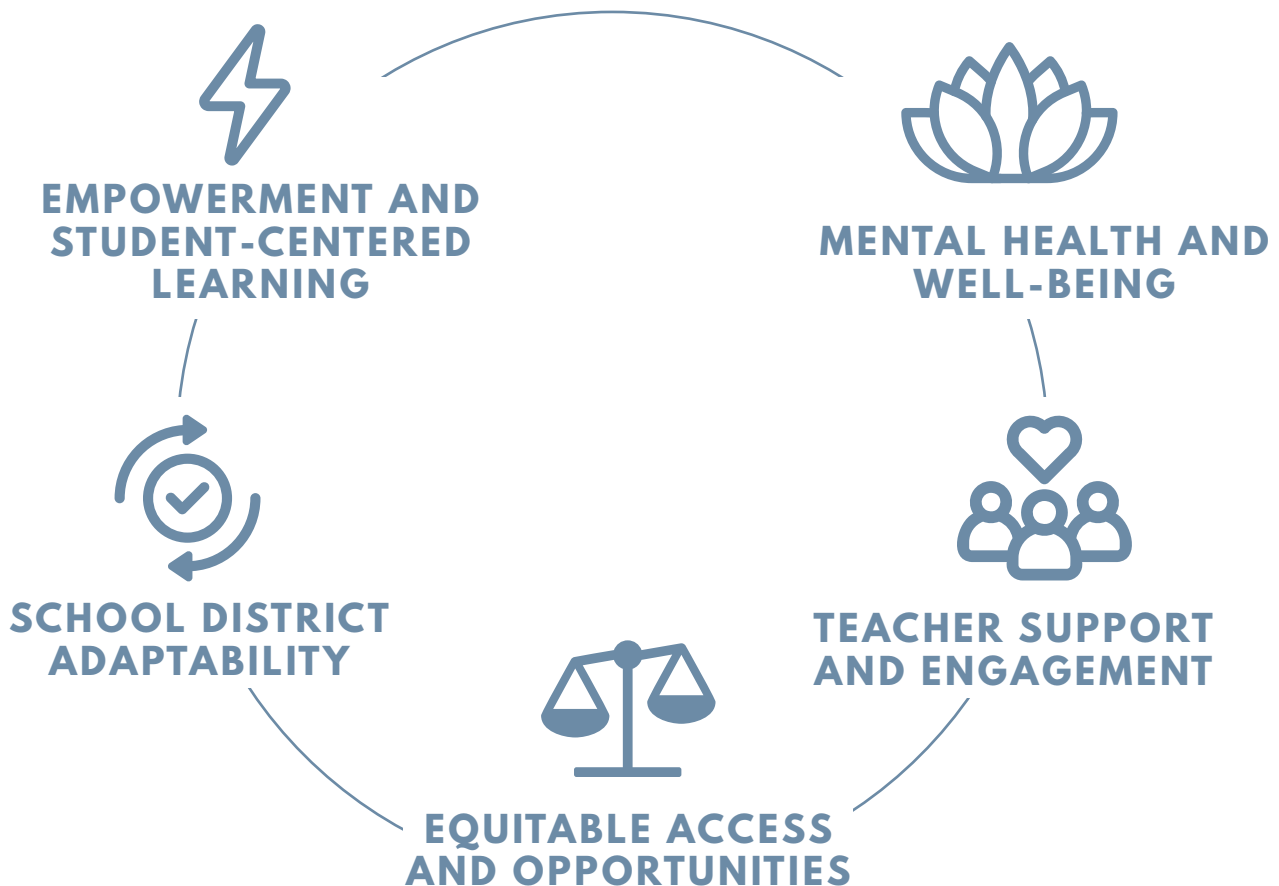 EMPOWERMENT AND
STUDENT-CENTERED
LEARNING
MENTAL HEALTH AND
WELL-BEING
SCHOOL DISTRICT
ADAPTABILITY
TEACHER SUPPORT
AND ENGAGEMENT
EQUITABLE ACCESS
AND OPPORTUNITIES